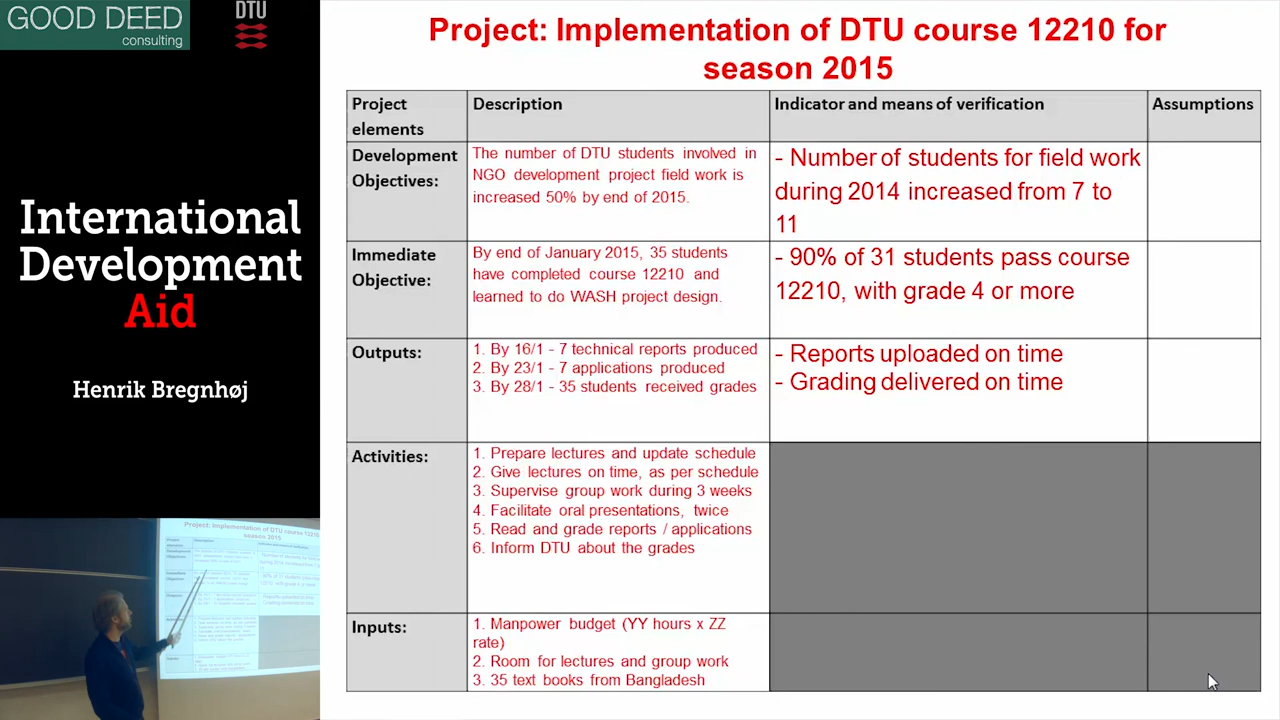 GOOD DEED
consulting
DTU
International
Development
Aid
Henrik Bregnhøj
Project: Implementation of DTU course 12210 for
season 2015
Project
elements
Description
Indicator and means of verification
Assumptions
Development
Objectives:
The number of DTU students involved in
NGO development project field work is
increased 50% by end of 2015.
- Number of students for field work
during 2014 increased from 7 to
11
Immediate
Objective:
By end of January 2015, 35 students
have completed course 12210 and
learned to do WASH project design.
- 90% of 31 students pass course
12210, with grade 4 or more
Outputs:
1. By 16/1 - 7 technical reports produced
2. By 23/1 - 7 applications produced
3. By 28/1 - 35 students received grades
- Reports uploaded on time
- Grading delivered on time
Activities:
1. Prepare lectures and update schedule
2. Give lectures on time, as per schedule
3. Supervise group work during 3 weeks
4. Facilitate oral presentations, twice
5. Read and grade reports / applications
6. Inform DTU about the grades
Inputs:
1. Manpower budget (YY hours x ZZ
rate)
2. Room for lectures and group work
3. 35 text books from Bangladesh
Project: Implementation of DTU course 12210
season 2015